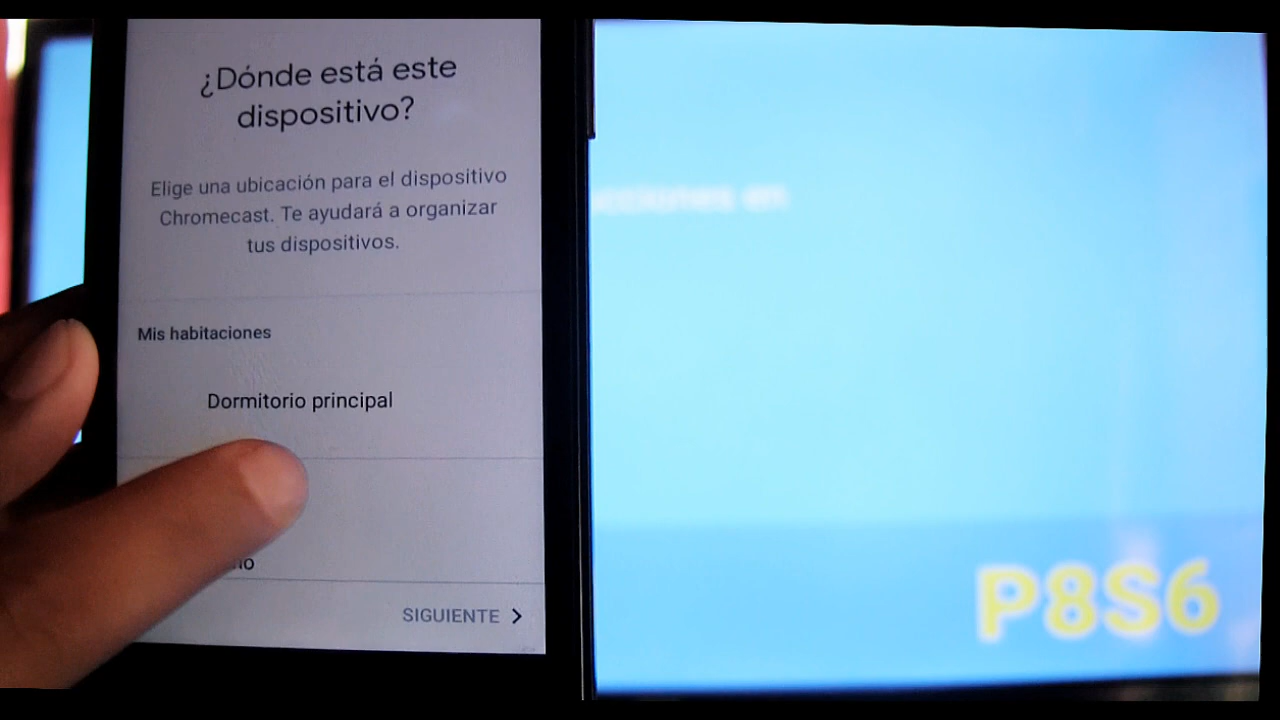 ¿Dónde está este
dispositivo?
Elige una ubicación para el dispositivo
Chromecast. Te ayudará a organizar
tus dispositivos.
Mis habitaciones
Dormitorio principal
SIGUIENTE
en
P8S6